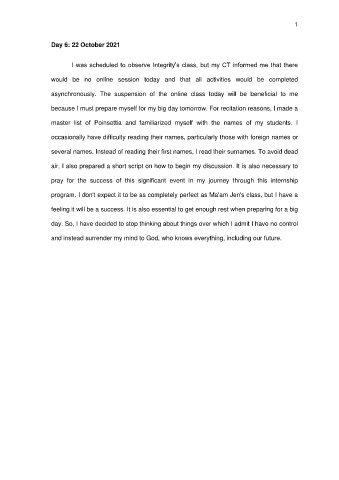 1
Day 6: 22 October 2021
I was scheduled to observe Integrity's class, but my CT informed me that there
would be no online session today and that all activities would be completed
asynchronously. The suspension of the online class today will be beneficial to me
because I must prepare myself for my big day tomorrow. For recitation reasons, I made a
master list of Poinsettia and familiarized myself with the names of my students. I
occasionally have difficulty reading their names, particularly those with foreign names or
several names. Instead of reading their first names, I read their surnames. To avoid dead
air, I also prepared a short script on how to begin my discussion. It is also necessary to
pray for the success of this significant event in my journey through this internship
program. I don't expect it to be as completely perfect as Ma'am Jen's class, but I have a
feeling it will be a success. It is also essential to get enough rest when preparing for a big
day. So, I have decided to stop thinking about things over which I admit I have no control
and instead surrender my mind to God, who knows everything, including our future.